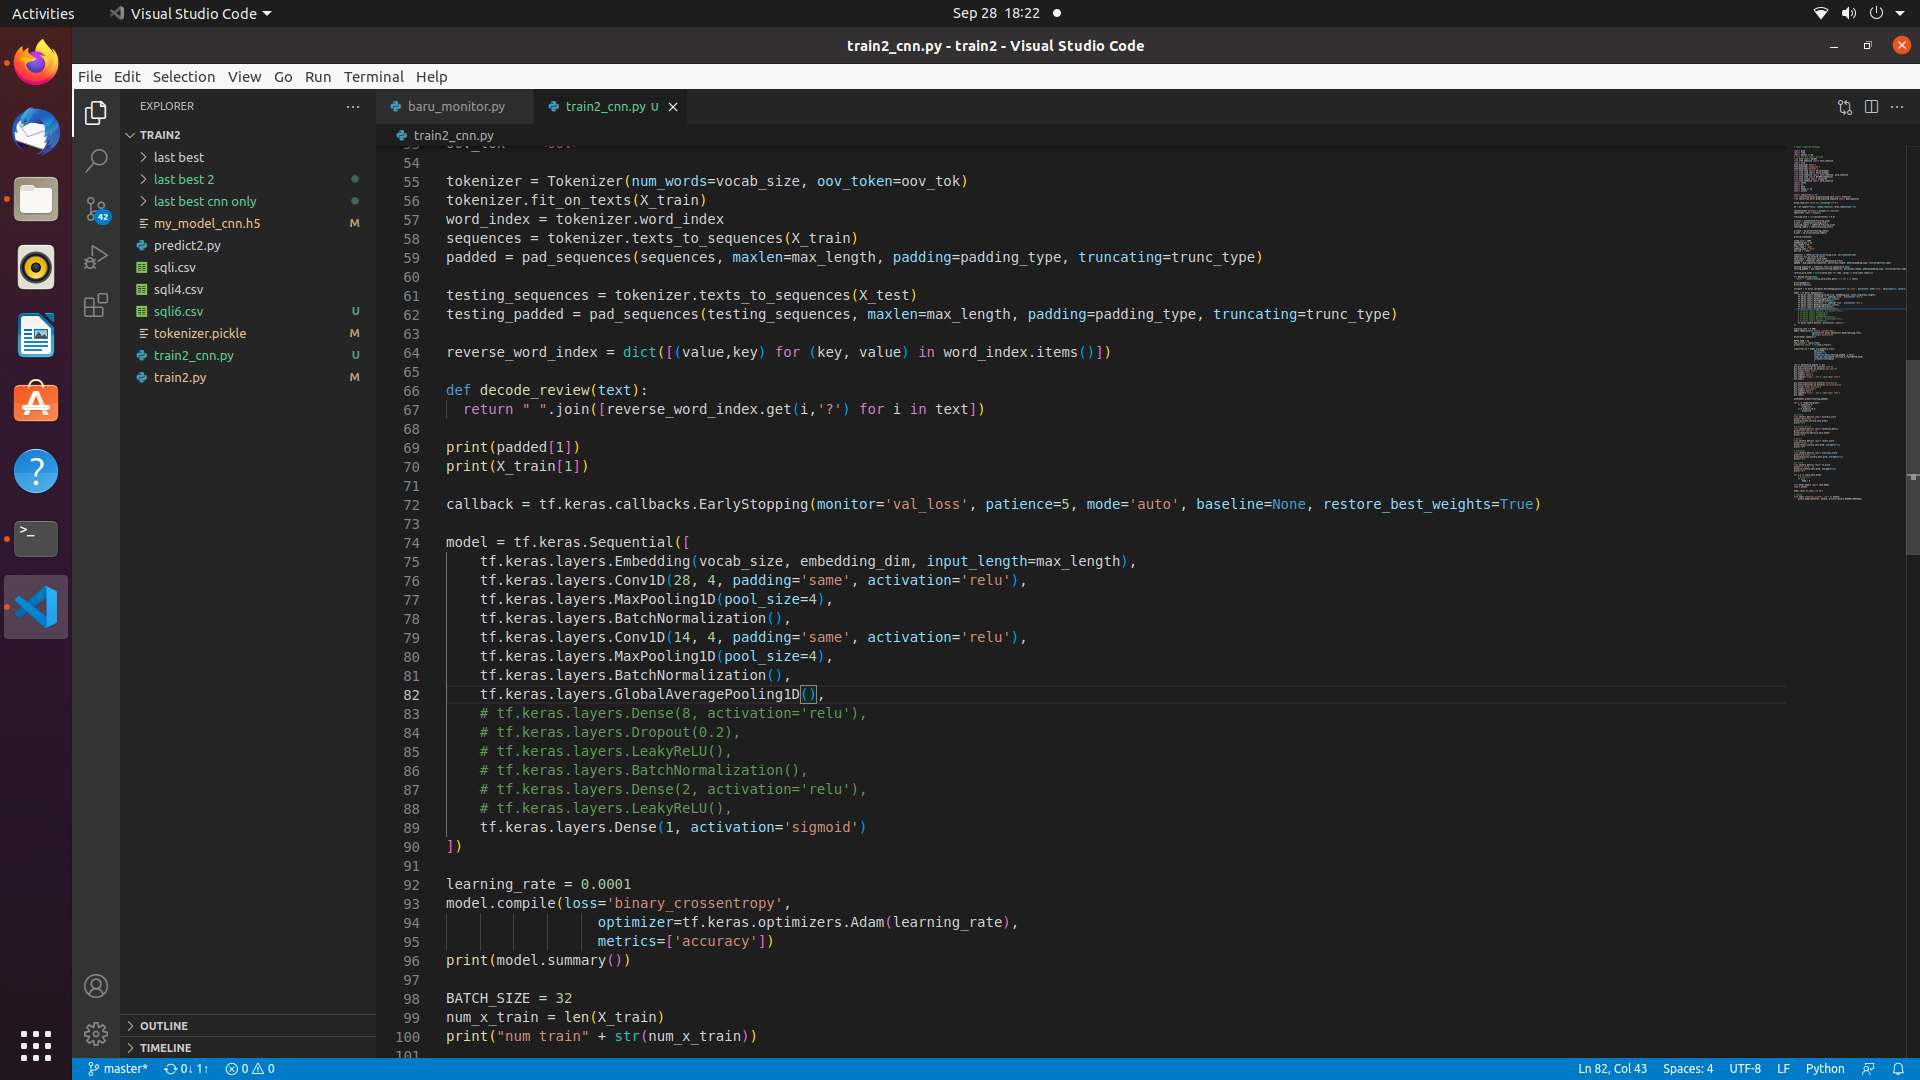 Activities
Visual Studio Code
Sep 28 18:22
train2_cnn.py - train2 - Visual Studio Code
File Edit Selection View Go Run Terminal Help
EXPLORER
TRAIN2
last best
last best 2
last best cnn only
my_model_cnn.h5 M
predict2.py
sqli.csv
sqli4.csv
sqli6.csv U
tokenizer.pickle M
train2_cnn.py U
train2.py M
OUTLINE
TIMELINE
42
baru_monitor.py
train2_cnn.py U
train2_cnn.py
54
55 tokenizer = Tokenizer(num_words=vocab_size, oov_token=oov_tok)
56 tokenizer.fit_on_texts(X_train)
57 word_index = tokenizer.word_index
58 sequences = tokenizer.texts_to_sequences(X_train)
59 padded = pad_sequences(sequences, maxlen=max_length, padding=padding_type, truncating=trunc_type)
60
61 testing_sequences = tokenizer.texts_to_sequences(X_test)
62 testing_padded = pad_sequences(testing_sequences, maxlen=max_length, padding=padding_type, truncating=trunc_type)
63
64 reverse_word_index = dict([(value,key) for (key, value) in word_index.items()])
65
66 def decode_review(text):
67 return " ".join([reverse_word_index.get(i,'?') for i in text])
68
69 print(padded[1])
70 print(X_train[1])
71
72 callback = tf.keras.callbacks.EarlyStopping(monitor='val_loss', patience=5, mode='auto', baseline=None, restore_best_weights=True)
73
74 model = tf.keras.Sequential([
75 tf.keras.layers.Embedding(vocab_size, embedding_dim, input_length=max_length),
76 tf.keras.layers.Conv1D(28, 4, padding='same', activation='relu'),
77 tf.keras.layers.MaxPooling1D(pool_size=4),
78 tf.keras.layers.BatchNormalization(),
79 tf.keras.layers.Conv1D(14, 4, padding='same', activation='relu'),
80 tf.keras.layers.MaxPooling1D(pool_size=4),
81 tf.keras.layers.BatchNormalization(),
82 tf.keras.layers.GlobalAveragePooling1D(),
83 # tf.keras.layers.Dense(8, activation='relu'),
84 # tf.keras.layers.Dropout(0.2),
85 # tf.keras.layers.LeakyReLU(),
86 # tf.keras.layers.BatchNormalization(),
87 # tf.keras.layers.Dense(2, activation='relu'),
88 # tf.keras.layers.LeakyReLU(),
89 tf.keras.layers.Dense(1, activation='sigmoid')
90 ])
91
92 learning_rate = 0.0001
93 model.compile(loss='binary_crossentropy',
94 optimizer=tf.keras.optimizers.Adam(learning_rate),
95 metrics=['accuracy'])
96 print(model.summary())
97
98 BATCH_SIZE = 32
99 num_x_train = len(X_train)
100 print("num train" + str(num_x_train))
101
master* 0↓ 1↑ 0 0
Ln 82, Col 43 Spaces: 4 UTF-8 LF Python